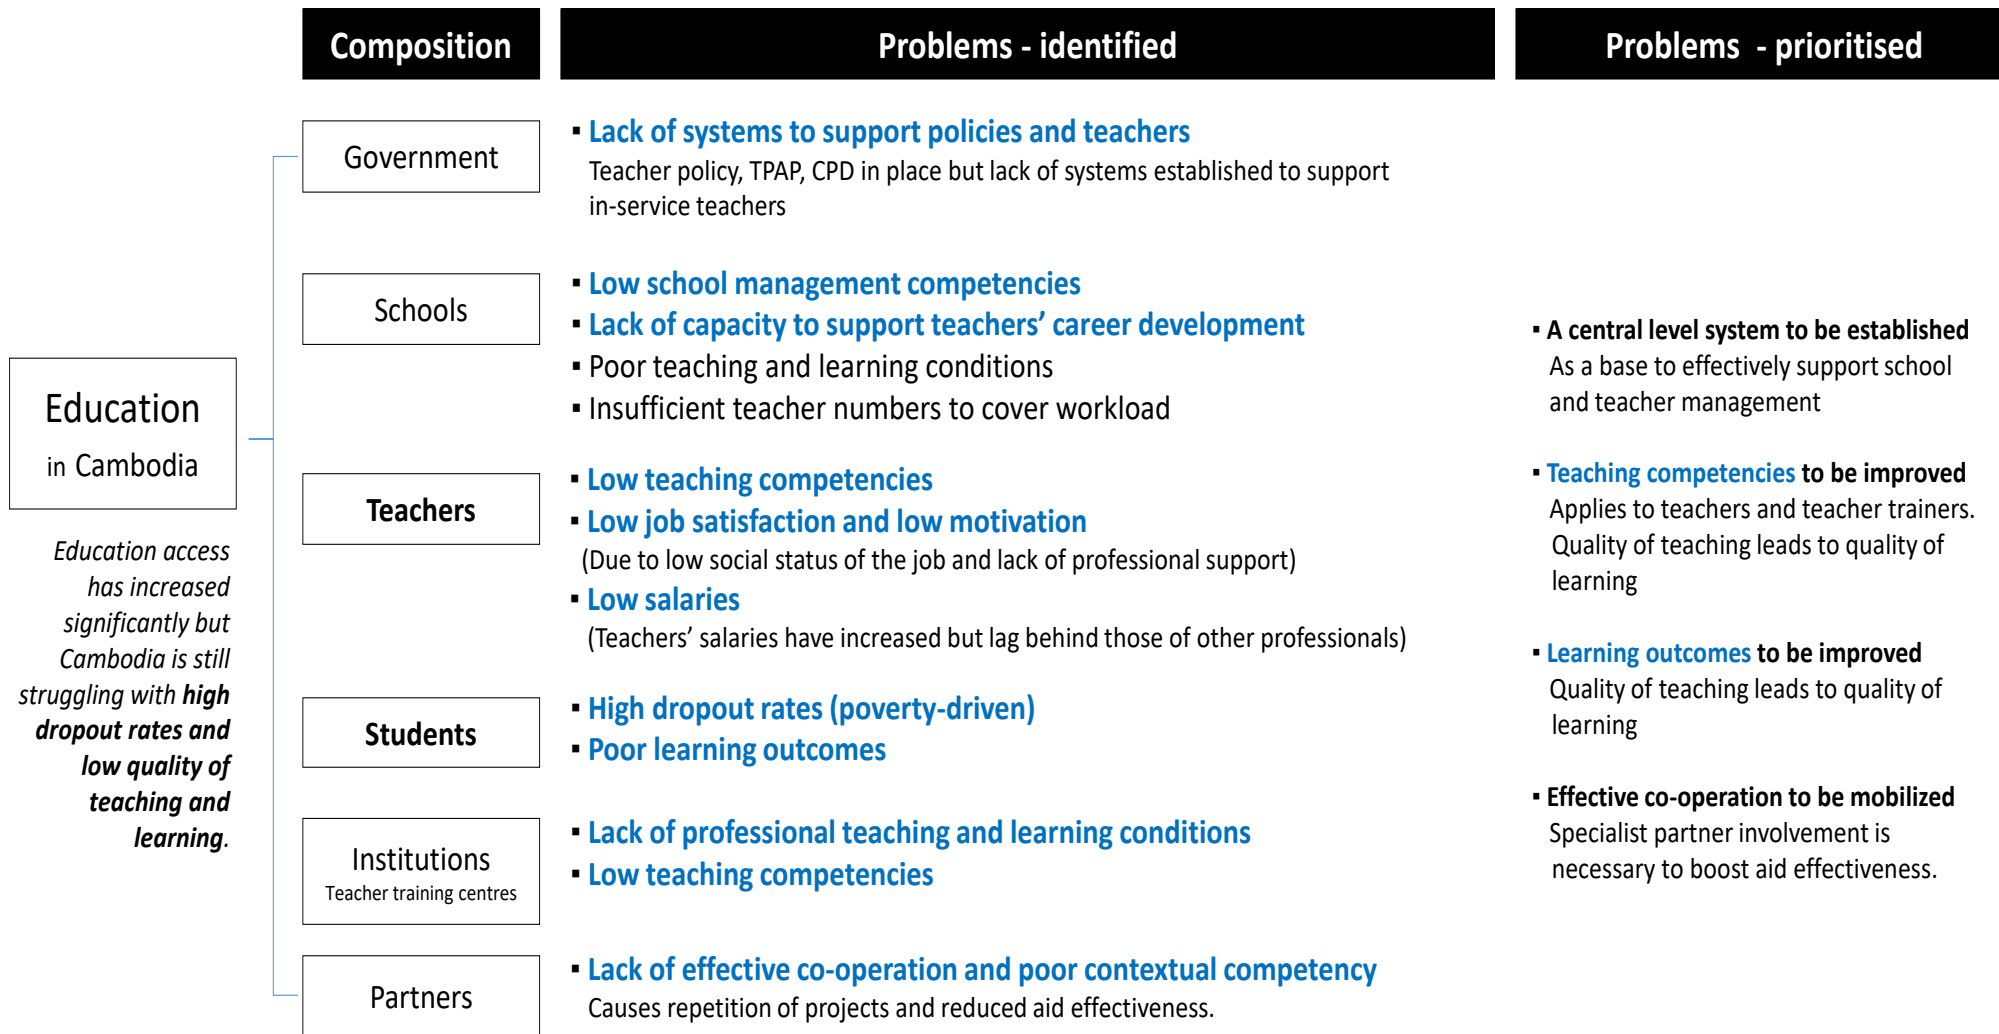 Composition
Problems - identified
Problems  - prioritised
Education
in Cambodia
Education access
has increased
significantly but
Cambodia is still
struggling with high
dropout rates and
low quality of
teaching and
learning.
Government
▪ Lack of systems to support policies and teachers
Teacher policy, TPAP, CPD in place but lack of systems established to support
in-service teachers
Schools
▪ Low school management competencies
▪ Lack of capacity to support teachers’ career development
▪ Poor teaching and learning conditions
▪ Insufficient teacher numbers to cover workload
Teachers
▪ Low teaching competencies
▪ Low job satisfaction and low motivation
(Due to low social status of the job and lack of professional support)
▪ Low salaries
(Teachers’ salaries have increased but lag behind those of other professionals)
Students
▪ High dropout rates (poverty-driven)
▪ Poor learning outcomes
Institutions
Teacher training centres
▪ Lack of professional teaching and learning conditions
▪ Low teaching competencies
Partners
▪ Lack of effective co-operation and poor contextual competency
Causes repetition of projects and reduced aid effectiveness.
▪ A central level system to be established
As a base to effectively support school
and teacher management
▪ Teaching competencies to be improved
Applies to teachers and teacher trainers.
Quality of teaching leads to quality of
learning
▪ Learning outcomes to be improved
Quality of teaching leads to quality of
learning
▪ Effective co-operation to be mobilized
Specialist partner involvement is
necessary to boost aid effectiveness.